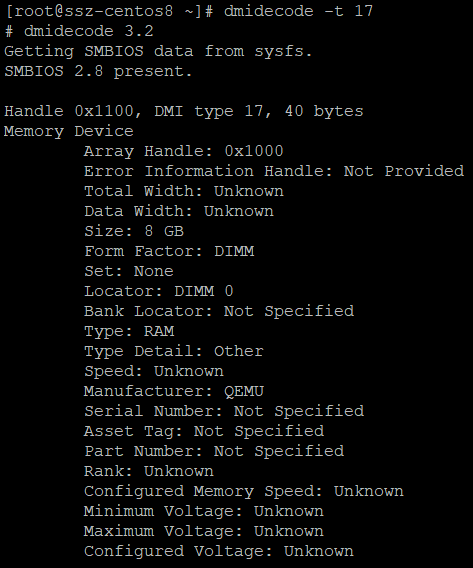 [root@ssz-centos8 ~]# dmidecode -t 17
# dmidecode 3.2
Getting SMBIOS data from sysfs.
SMBIOS 2.8 present.

Handle 0x1100, DMI type 17, 40 bytes
Memory Device
        Array Handle: 0x1000
        Error Information Handle: Not Provided
        Total Width: Unknown
        Data Width: Unknown
        Size: 8 GB
        Form Factor: DIMM
        Set: None
        Locator: DIMM 0
        Bank Locator: Not Specified
        Type: RAM
        Type Detail: Other
        Speed: Unknown
        Manufacturer: QEMU
        Serial Number: Not Specified
        Asset Tag: Not Specified
        Part Number: Not Specified
        Rank: Unknown
        Configured Memory Speed: Unknown
        Minimum Voltage: Unknown
        Maximum Voltage: Unknown
        Configured Voltage: Unknown